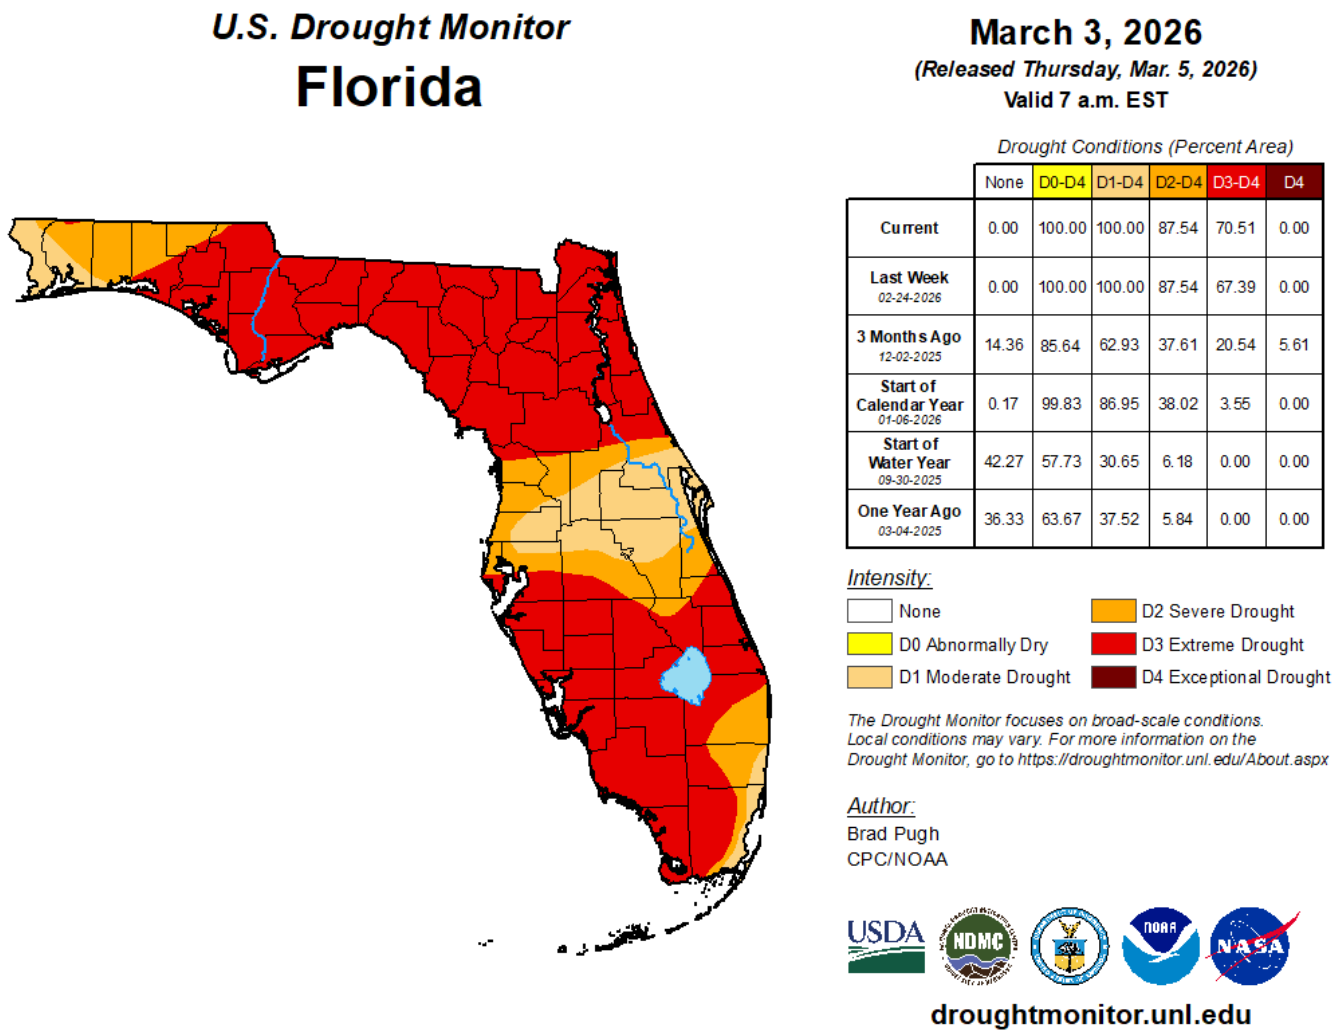 U.S. Drought Monitor
Florida
March 3, 2026
(Released Thursday, Mar. 5, 2026)
Valid 7 a.m. EST
Drought Conditions (Percent Area)
None D0-D4 D1-D4 D2-D4 D3-D4 D4
Current 0.00 100.00 100.00 87.54 70.51 0.00
Last Week
02-24-2026
0.00 100.00 100.00 87.54 67.39 0.00
3 Months Ago
12-02-2025
14.36 85.64 62.93 37.61 20.54 5.61
Start of
Calendar Year
01-06-2026
0.17 99.83 86.95 38.02 3.55 0.00
Start of
Water Year
09-30-2025
42.27 57.73 30.65 6.18 0.00 0.00
One Year Ago
03-04-2025
36.33 63.67 37.52 5.84 0.00 0.00
Intensity:
None
D0 Abnormally Dry
D1 Moderate Drought
D2 Severe Drought
D3 Extreme Drought
D4 Exceptional Drought
The Drought Monitor focuses on broad-scale conditions.
Local conditions may vary. For more information on the
Drought Monitor, go to https://droughtmonitor.unl.edu/About.aspx
Author:
Brad Pugh
CPC/NOAA
USDA
NDMC
NOAA
NASA
droughtmonitor.unl.edu